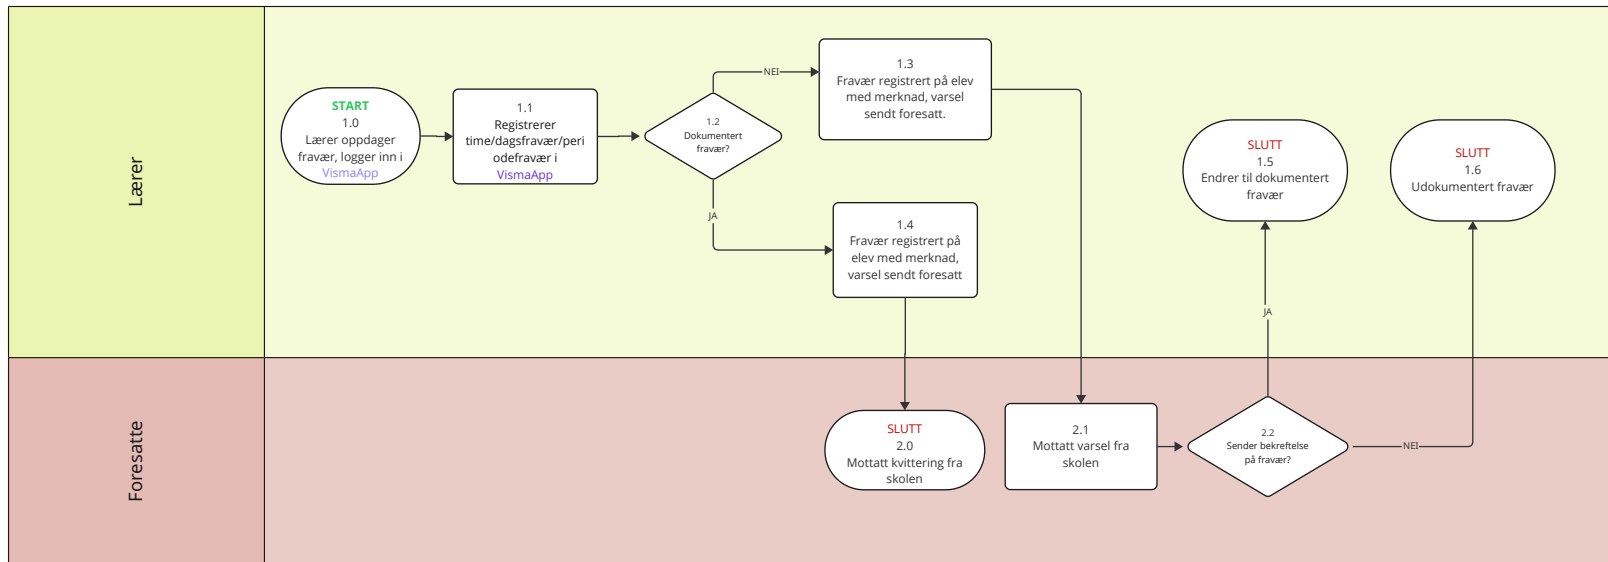 Lærer
START
1.0
Lærer oppdager
fravær, logger inn i
VismaApp
1.1
Registrerer
time/dagsfravær/peri
odefravær i
VismaApp
1.2
Dokumentert
fravær?
NEI
JA
1.3
Fravær registrert på elev
med merknad, varsel
sendt foresatt.
1.4
Fravær registrert på
elev med merknad,
varsel sendt foresatt
SLUTT
1.5
Endrer til dokumentert
fravær
SLUTT
1.6
Udokumentert fravær
JA
Foresatte
SLUTT
2.0
Mottatt kvittering fra
skolen
2.1
Mottatt varsel fra
skolen
2.2
Sender bekreftelse
på fravær?
NEI